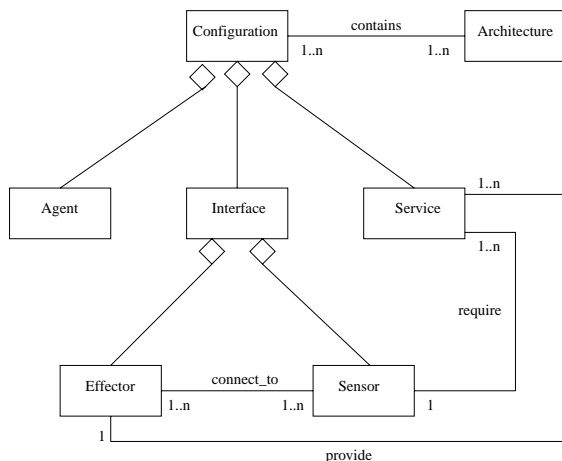 contains
Configuration
Architecture
1..n
1..n
Agent
Interface
Service
1..n
1..n
require
Effector
connect_to
Sensor
1..n
1..n
1
1
provide